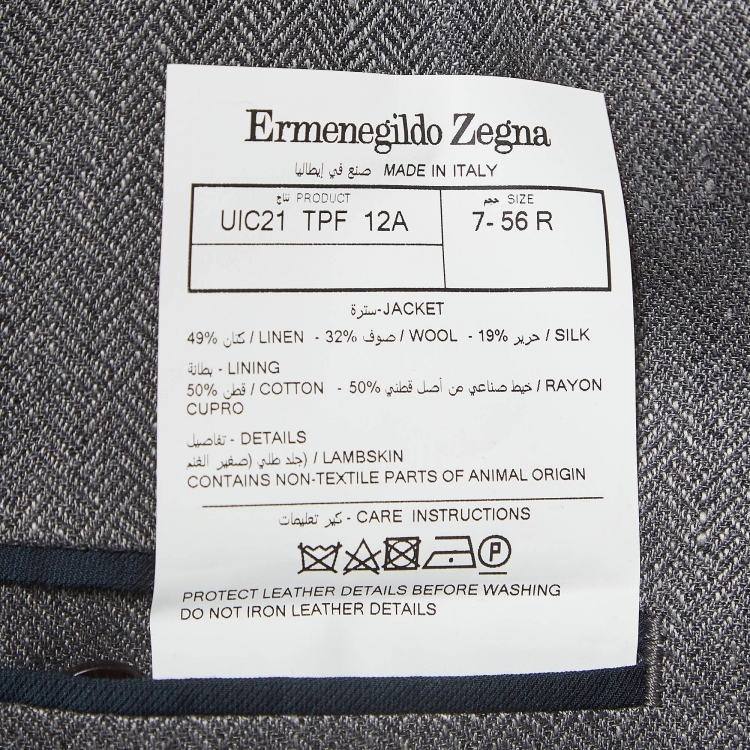 Ermenegildo Zegna
صنع في إيطاليا MADE IN ITALY
نتاج PRODUCT
UIC21 TPF 12A
حجم SIZE
7- 56 R
سترة-JACKET
49% كتان / LINEN - 32% صوف / WOOL - 19% حرير / SILK
بطانة - LINING
50% قطن / COTTON - 50% خيط صناعي من أصل قطني / RAYON
CUPRO
تفاصيل - DETAILS
جلد طلي (صغير الغنم) / LAMBSKIN
CONTAINS NON-TEXTILE PARTS OF ANIMAL ORIGIN
كير تعليمات - CARE INSTRUCTIONS
P
PROTECT LEATHER DETAILS BEFORE WASHING
DO NOT IRON LEATHER DETAILS